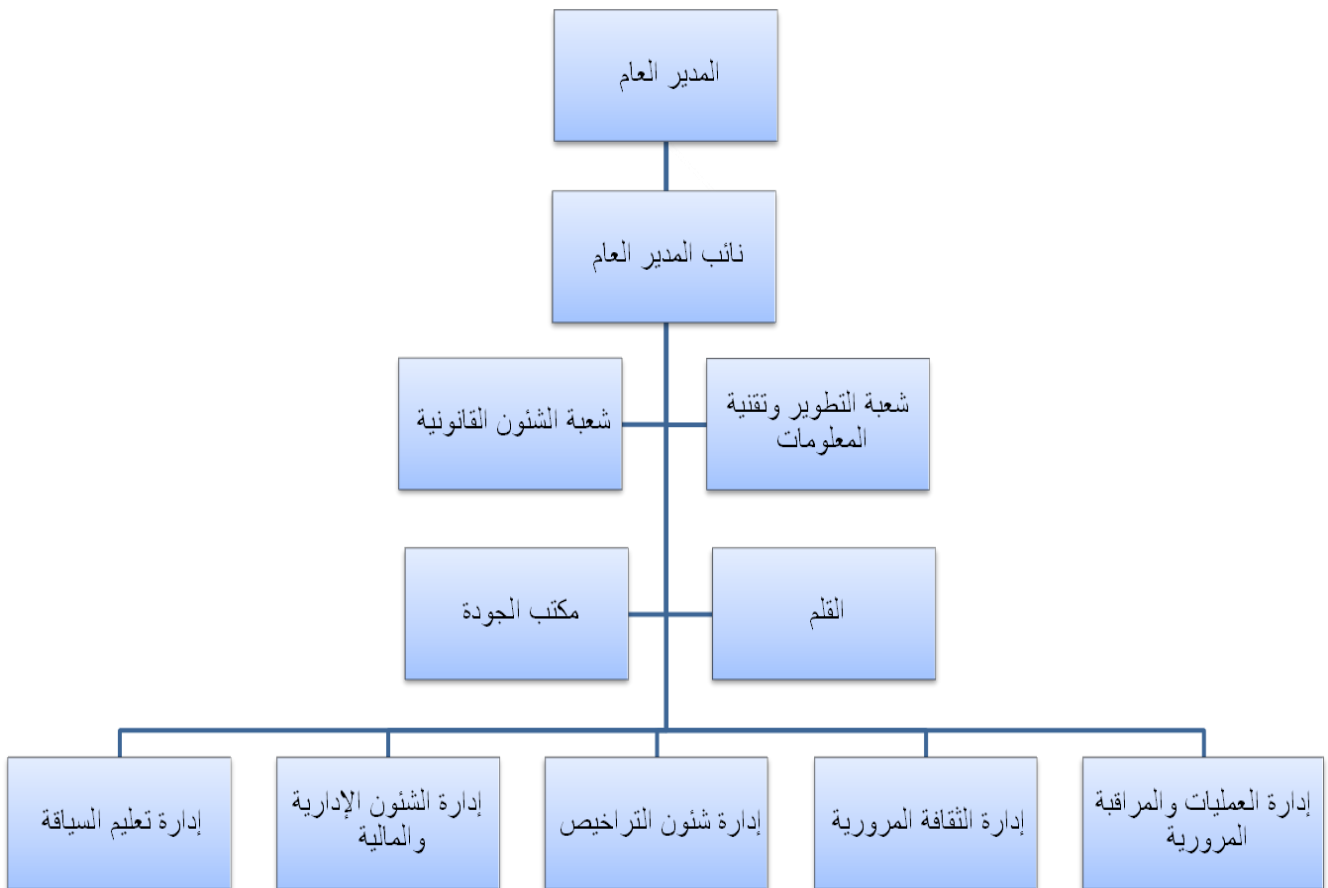 المدير العام
نائب المدير العام
شعبة التطوير وتقنية
المعلومات
شعبة الشئون القانونية
القلم
مكتب الجودة
إدارة العمليات والمراقبة
المرورية
إدارة الثقافة المرورية
إدارة شئون التراخيص
إدارة الشئون الإدارية
والمالية
إدارة تعليم السياقة